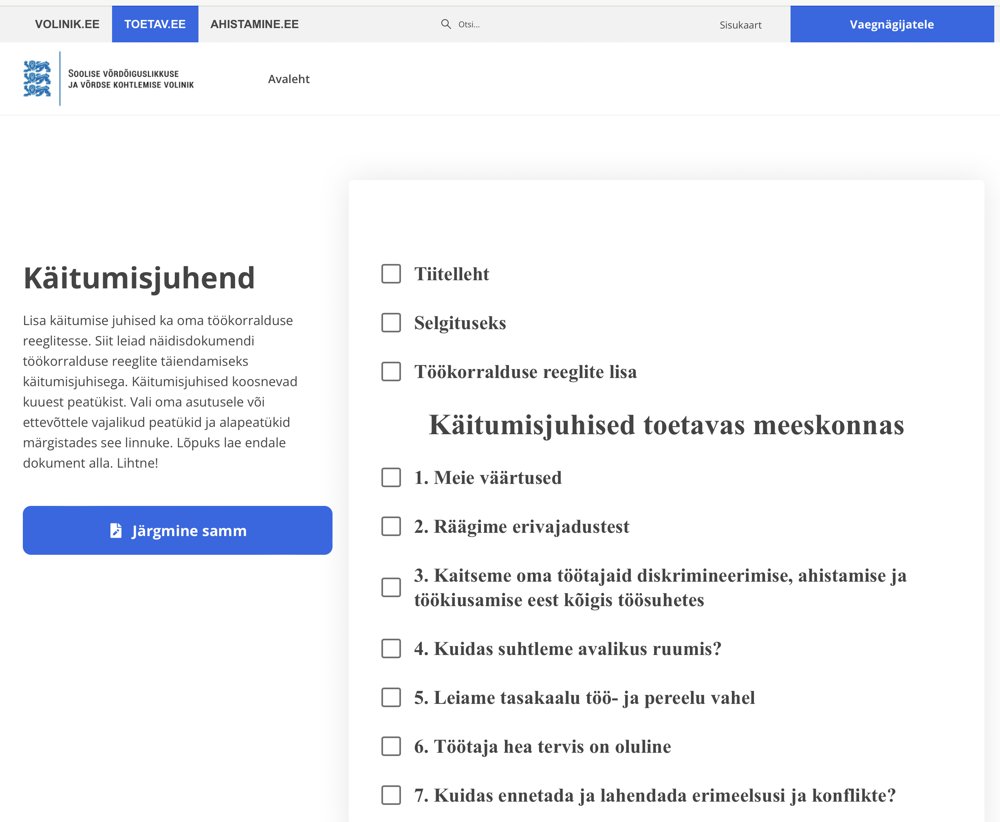 VOLINIK.EE
TOETAV.EE
AHISTAMINE.EE
Otsi...
Sisukaart
Vaegnägijatele
SOOLISE VÕRDÕIGUSLIKKUSE
JA VÕRDSE KOHTLEMISE VOLINIK
Avaleht
Käitumisjuhend
Lisa käitumise juhised ka oma töökorralduse
reeglitesse. Siit leiad näidisdokumendi
töökorralduse reeglite täiendamiseks
käitumisjuhisega. Käitumisjuhised koosnevad
kuuest peatükist. Vali oma asutusele või
ettevõttele vajalikud peatükid ja alapeatükid
märgistades see linnuke. Lõpuks lae endale
dokument alla. Lihtne!
Järgmine samm
Tiitelleht
Selgituseks
Töökorralduse reeglite lisa
Käitumisjuhised toetavas meeskonnas
1. Meie väärtused
2. Räägime erivajadustest
3. Kaitseme oma töötajaid diskrimineerimise, ahistamise ja
töökiusamise eest kõigis töösuhetes
4. Kuidas suhtleme avalikus ruumis?
5. Leiame tasakaalu töö- ja pereelu vahel
6. Töötaja hea tervis on oluline
7. Kuidas ennetada ja lahendada erimeelsusi ja konflikte?